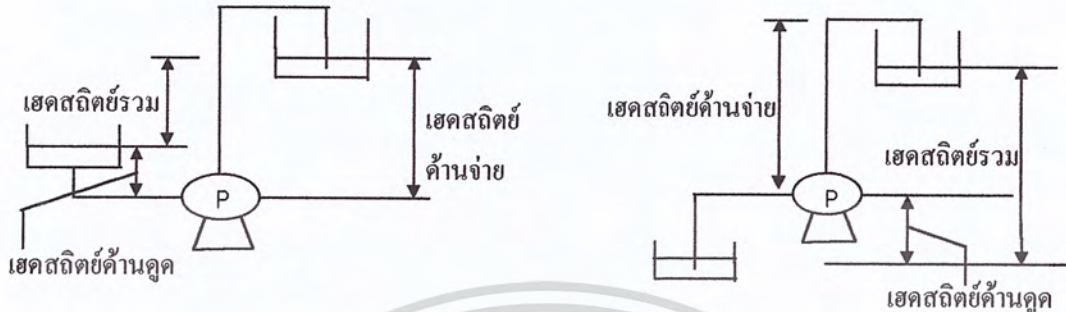 เฮดสถิตย์รวม
เฮดสถิตย์
ด้านจ่าย
P
เฮดสถิตย์ด้านดูด
เฮดสถิตย์ด้านจ่าย
เฮดสถิตย์รวม
P
เฮดสถิตย์ด้านดูด